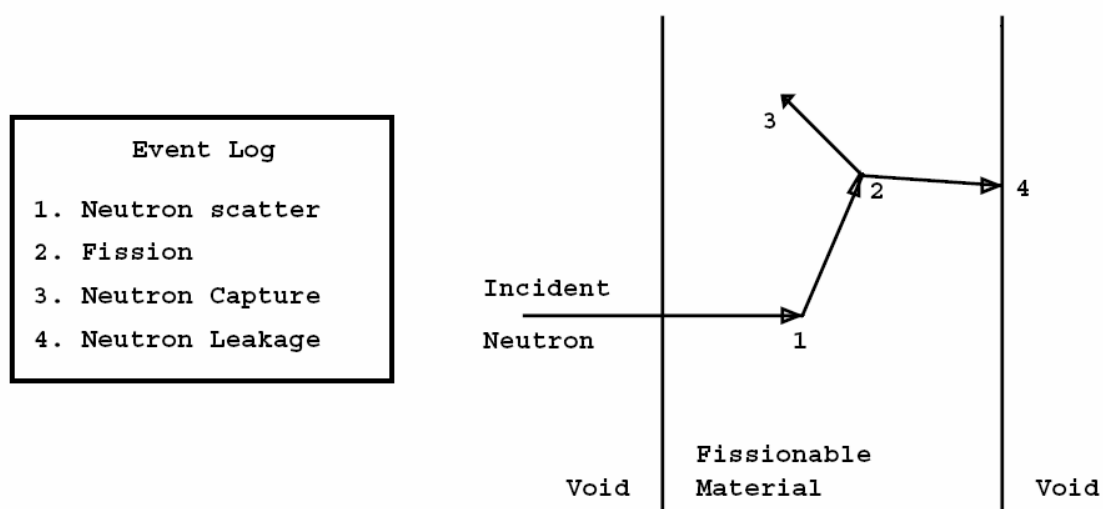 Event Log
1. Neutron scatter
2. Fission
3. Neutron Capture
4. Neutron Leakage
3
2
4
Incident
Neutron
1
Fissionable
Material
Void
Void